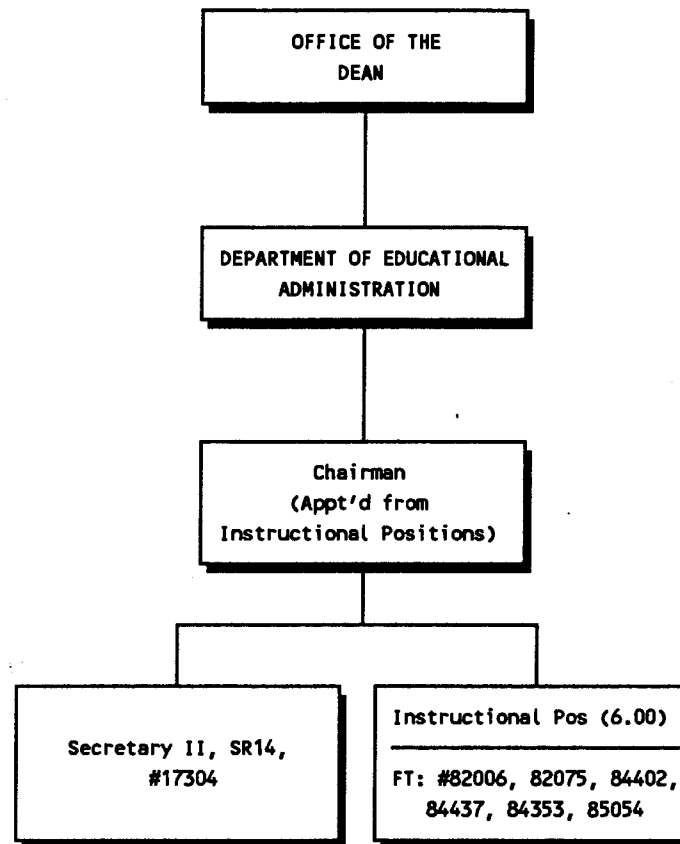 OFFICE OF THE
DEAN
DEPARTMENT OF EDUCATIONAL
ADMINISTRATION
Chairman
(Appt'd from
Instructional Positions)
Secretary II, SR14,
#17304
Instructional Pos (6.00)
FT: #82006, 82075, 84402,
84437, 84353, 85054